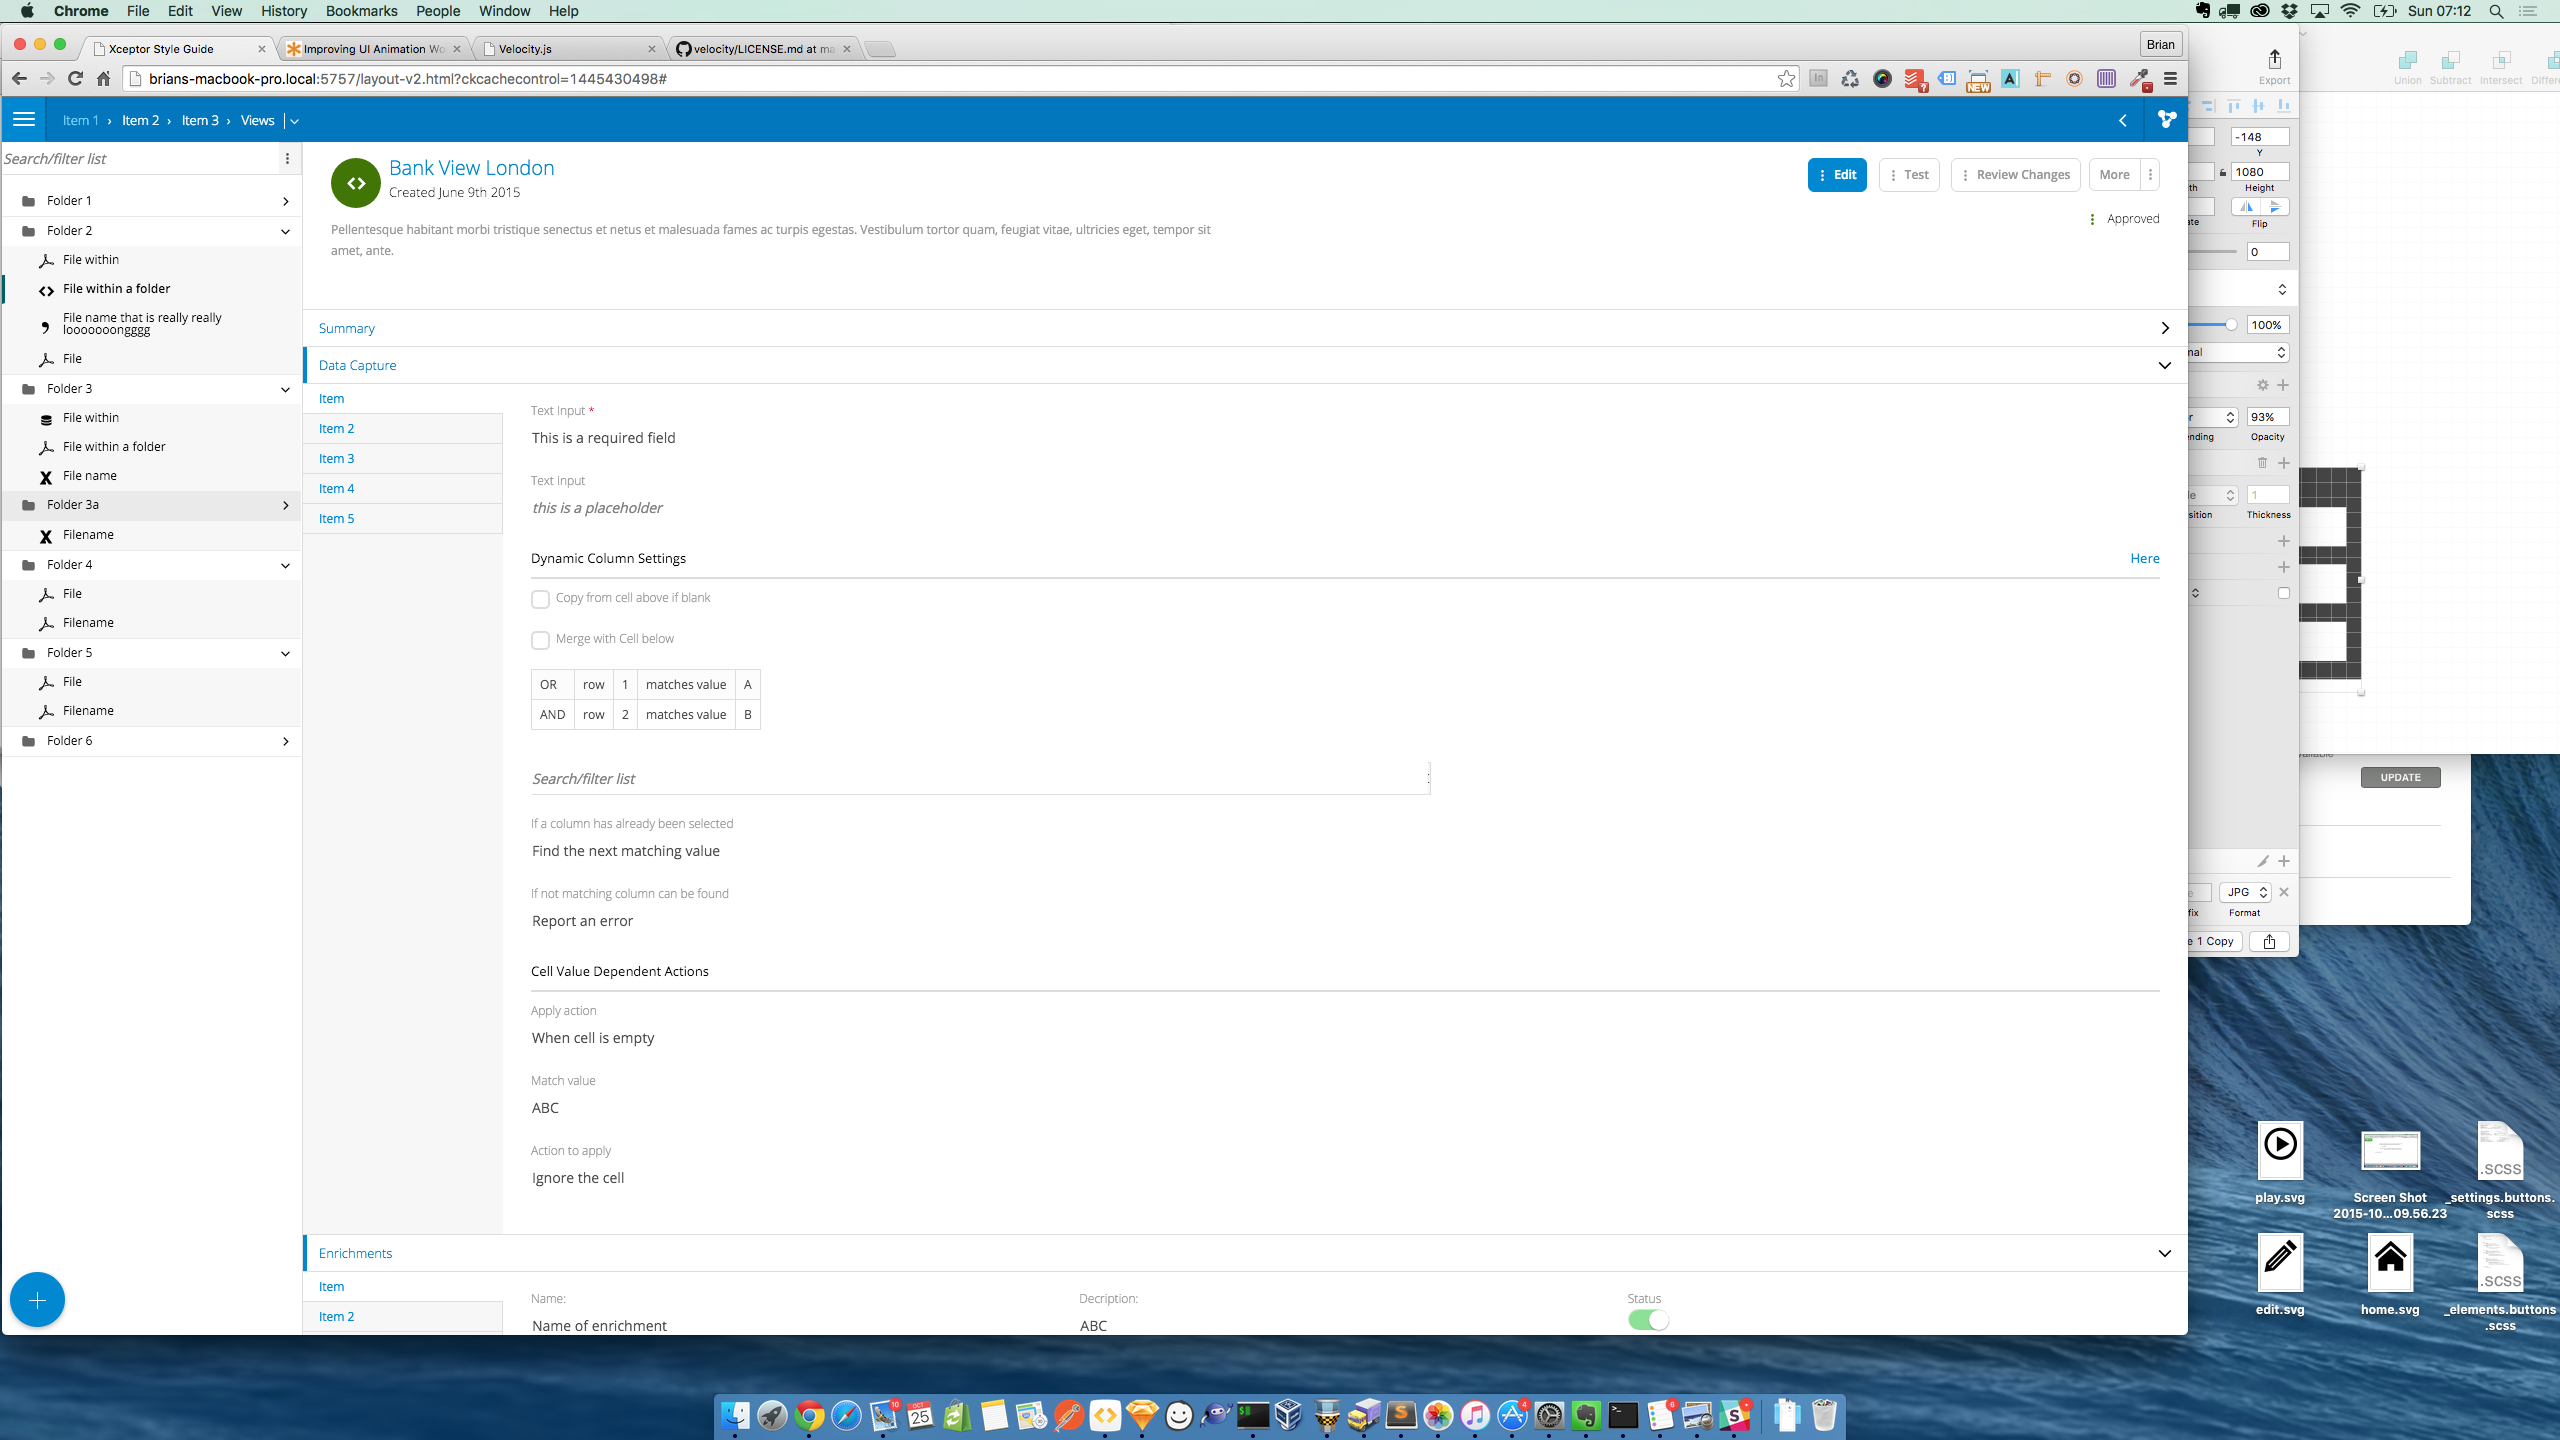 Chrome File Edit View History Bookmarks People Window Help
Sun 07:12
Xceptor Style Guide
Improving UI Animation Wo
Velocity.js
velocity/LICENSE.md at ma
Brian
brians-macbook-pro.local:5757/layout-v2.html?ckcachecontrol=1445430498#
NEW
Item 1 › Item 2 › Item 3 › Views
Search/filter list
Folder 1
Folder 2
File within
File within a folder
File name that is really really
looooooongggg
File
Folder 3
File within
File within a folder
File name
Folder 3a
Filename
Folder 4
File
Filename
Folder 5
File
Filename
Folder 6
Bank View London
Created June 9th 2015
Edit
Test
Review Changes
More
Approved
Pellentesque habitant morbi tristique senectus et netus et malesuada fames ac turpis egestas. Vestibulum tortor quam, feugiat vitae, ultricies eget, tempor sit
amet, ante.
Summary
Data Capture
Item
Item 2
Item 3
Item 4
Item 5
Text Input *
This is a required field
Text Input
this is a placeholder
Dynamic Column Settings
Here
Copy from cell above if blank
Merge with Cell below
OR row 1 matches value A
AND row 2 matches value B
Search/filter list
If a column has already been selected
Find the next matching value
If not matching column can be found
Report an error
Cell Value Dependent Actions
Apply action
When cell is empty
Match value
ABC
Action to apply
Ignore the cell
Enrichments
Item
Item 2
Name:
Name of enrichment
Decription:
ABC
Status
Export
Union Subtract Intersect Differe
-148
Y
1080
Height
Flip
0
100%
nal
93%
Opacity
1
Thickness
JPG
Format
e 1 Copy
UPDATE
play.svg
Screen Shot
2015-10...09.56.23
.SCSS
_settings.buttons.
scss
edit.svg
home.svg
.SCSS
_elements.buttons
.scss
10
OCT
25
4
6